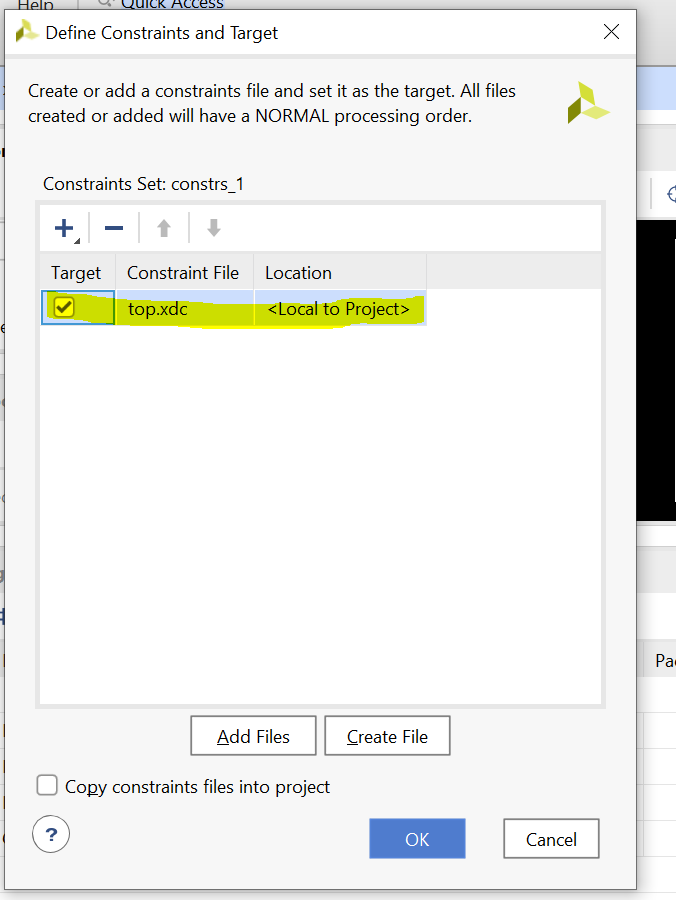 Help
Quick Access
Define Constraints and Target
Create or add a constraints file and set it as the target. All files
created or added will have a NORMAL processing order.
Constraints Set: constrs_1
Target Constraint File Location
top.xdc <Local to Project>
Add Files Create File
Copy constraints files into project
? OK Cancel